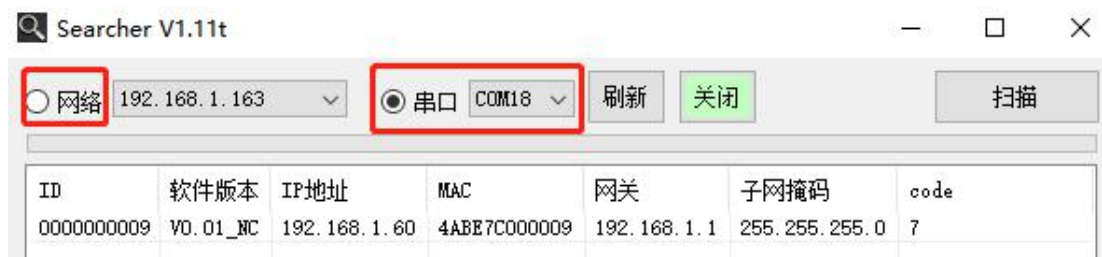 Searcher V1.11t
网络 192.168.1.163 串口 COM18 刷新 关闭 扫描
ID 软件版本 IP地址 MAC 网关 子网掩码 code
0000000009 V0.01_NC 192.168.1.60 4ABE7C000009 192.168.1.1 255.255.255.0 7